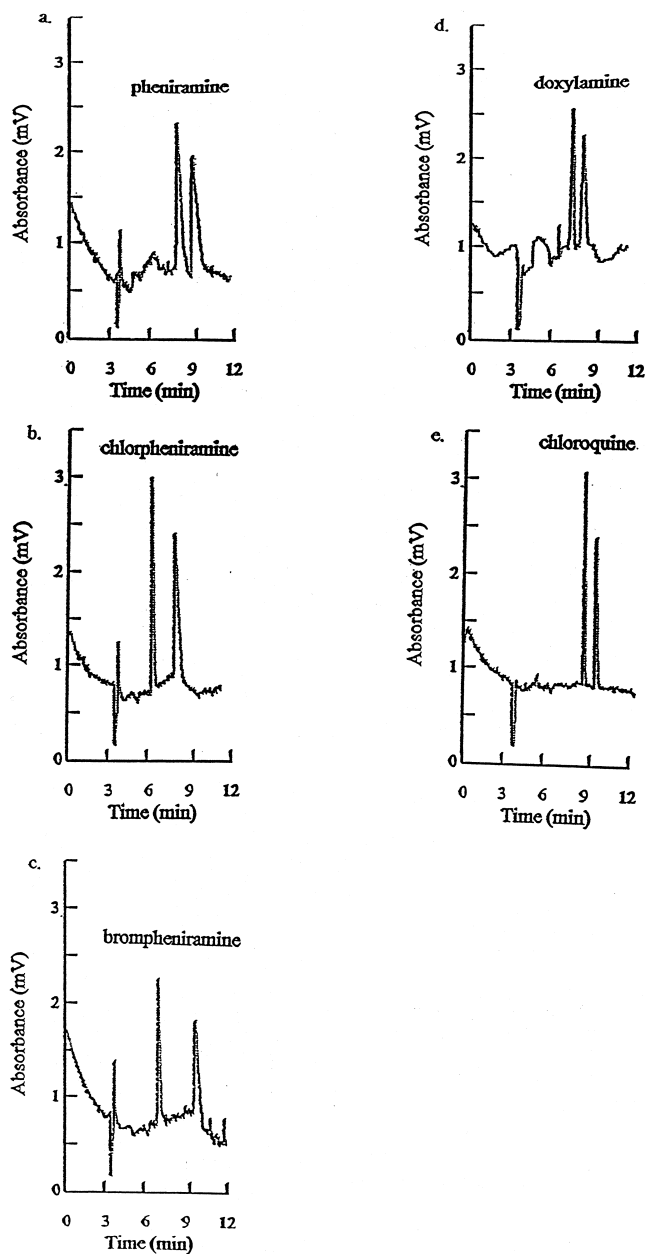 a.
pheniramine
Absorbance (mV)
3
2
1
0
0 3 6 9 12
Time (min)
b.
chlorpheniramine
Absorbance (mV)
3
2
1
0
0 3 6 9 12
Time (min)
c.
brompheniramine
Absorbance (mV)
3
2
1
0
0 3 6 9 12
Time (min)
d.
doxylamine
Absorbance (mV)
3
2
1
0
0 3 6 9 12
Time (min)
e.
chloroquine
Absorbance (mV)
3
2
1
0
0 3 6 9 12
Time (min)